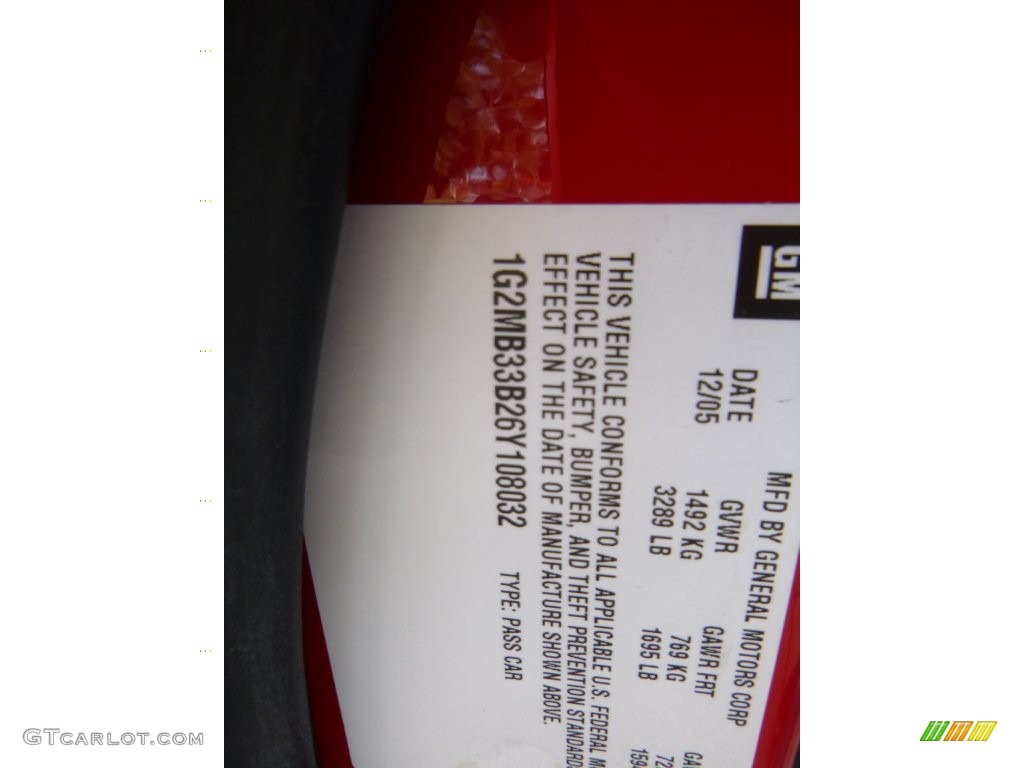 GM
MFD BY GENERAL MOTORS CORP
DATE GVWR GAWR FRT
12/05 1492 KG 769 KG
3289 LB 1695 LB
THIS VEHICLE CONFORMS TO ALL APPLICABLE U.S. FEDERAL
VEHICLE SAFETY, BUMPER, AND THEFT PREVENTION STANDARDS
EFFECT ON THE DATE OF MANUFACTURE SHOWN ABOVE.
1G2MB33B26Y108032 TYPE: PASS CAR
GTCARLOT.COM